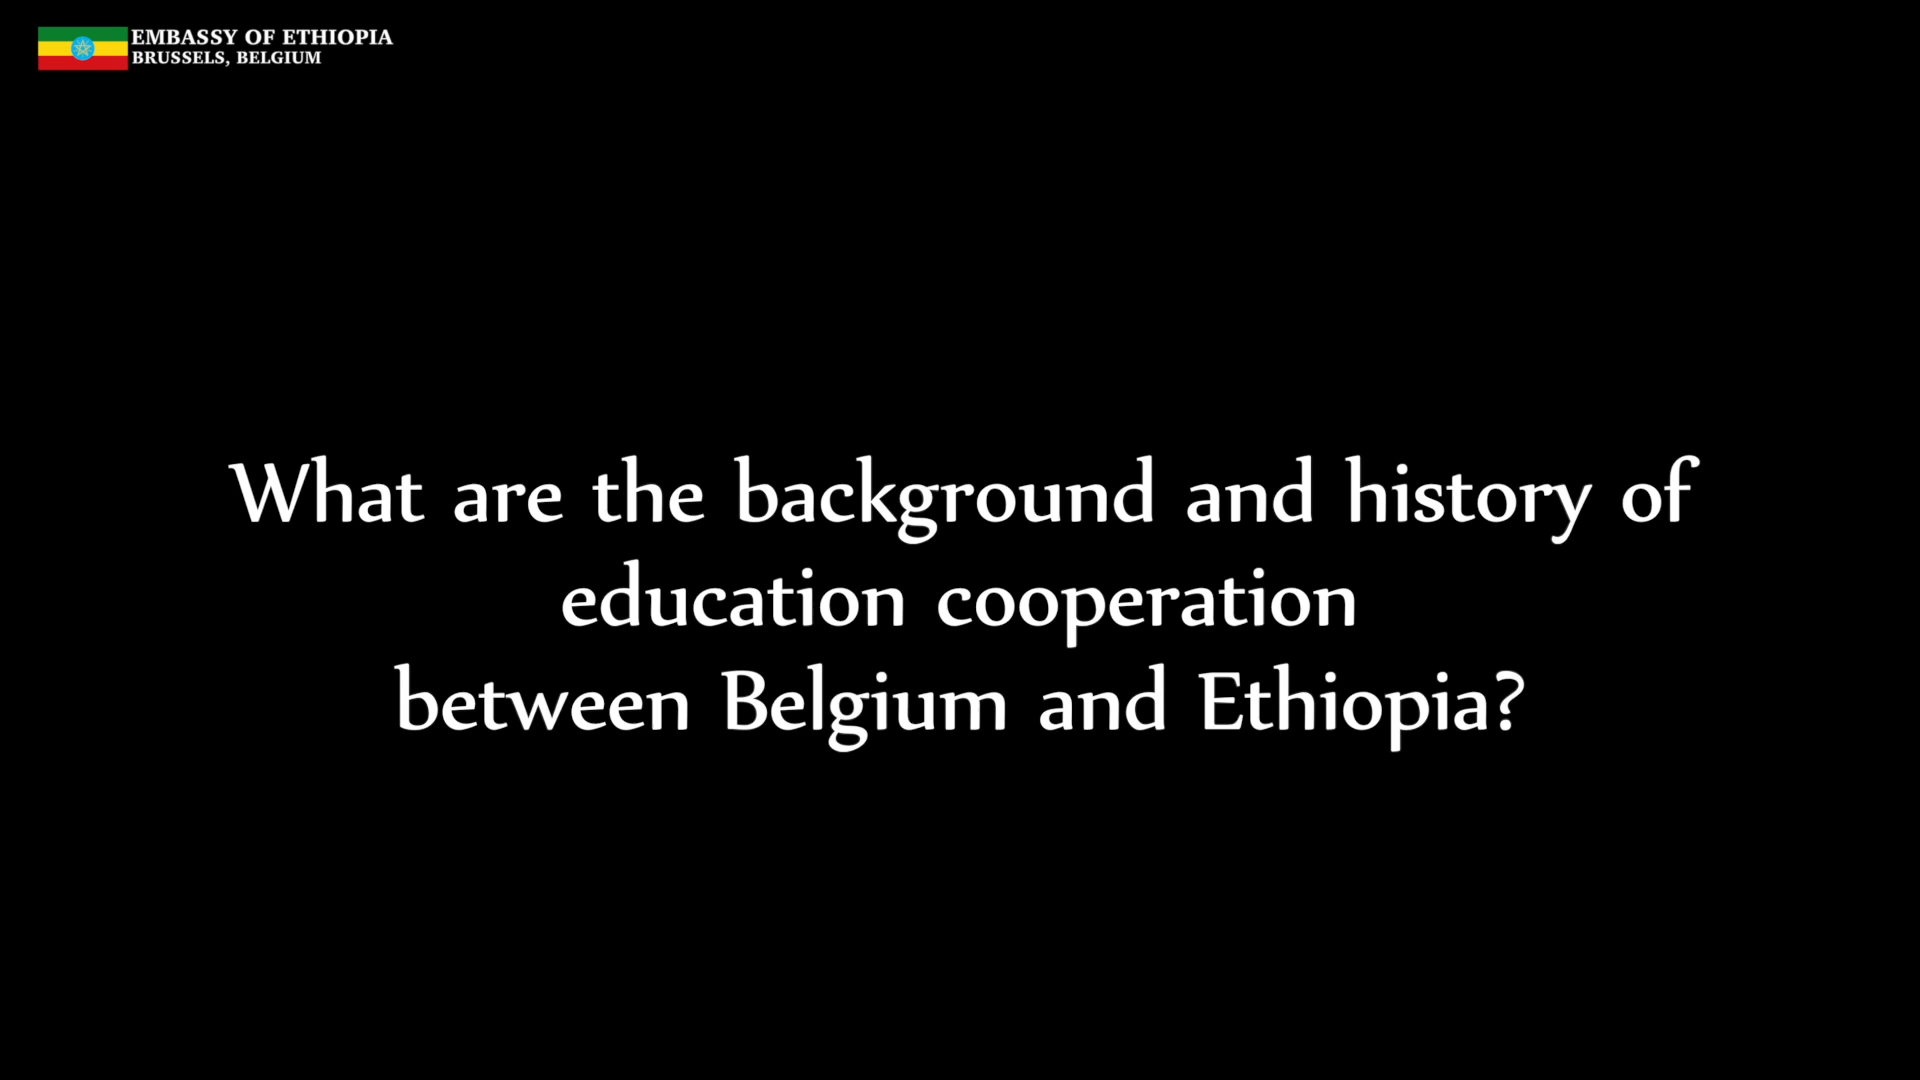 EMBASSY OF ETHIOPIA
BRUSSELS, BELGIUM
What are the background and history of
education cooperation
between Belgium and Ethiopia?